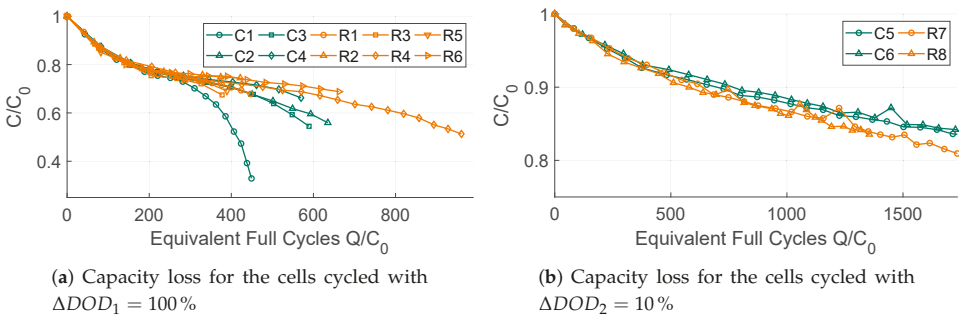 1
0.8
0.6
0.4
C/C0
0 200 400 600 800
Equivalent Full Cycles Q/C0
C1 C3 R1 R3 R5
C2 C4 R2 R4 R6
(a) Capacity loss for the cells cycled with
ΔDOD1 = 100 %
1
0.9
0.8
C/C0
0 500 1000 1500
Equivalent Full Cycles Q/C0
C5 R7
C6 R8
(b) Capacity loss for the cells cycled with
ΔDOD2 = 10 %